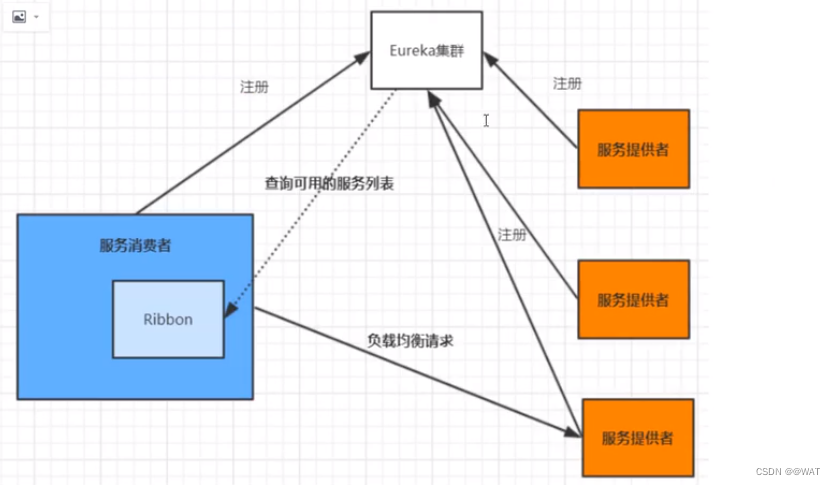 Eureka集群
注册
注册
服务提供者
查询可用的服务列表
注册
服务消费者
服务提供者
Ribbon
负载均衡请求
服务提供者
CSDN @@WAT